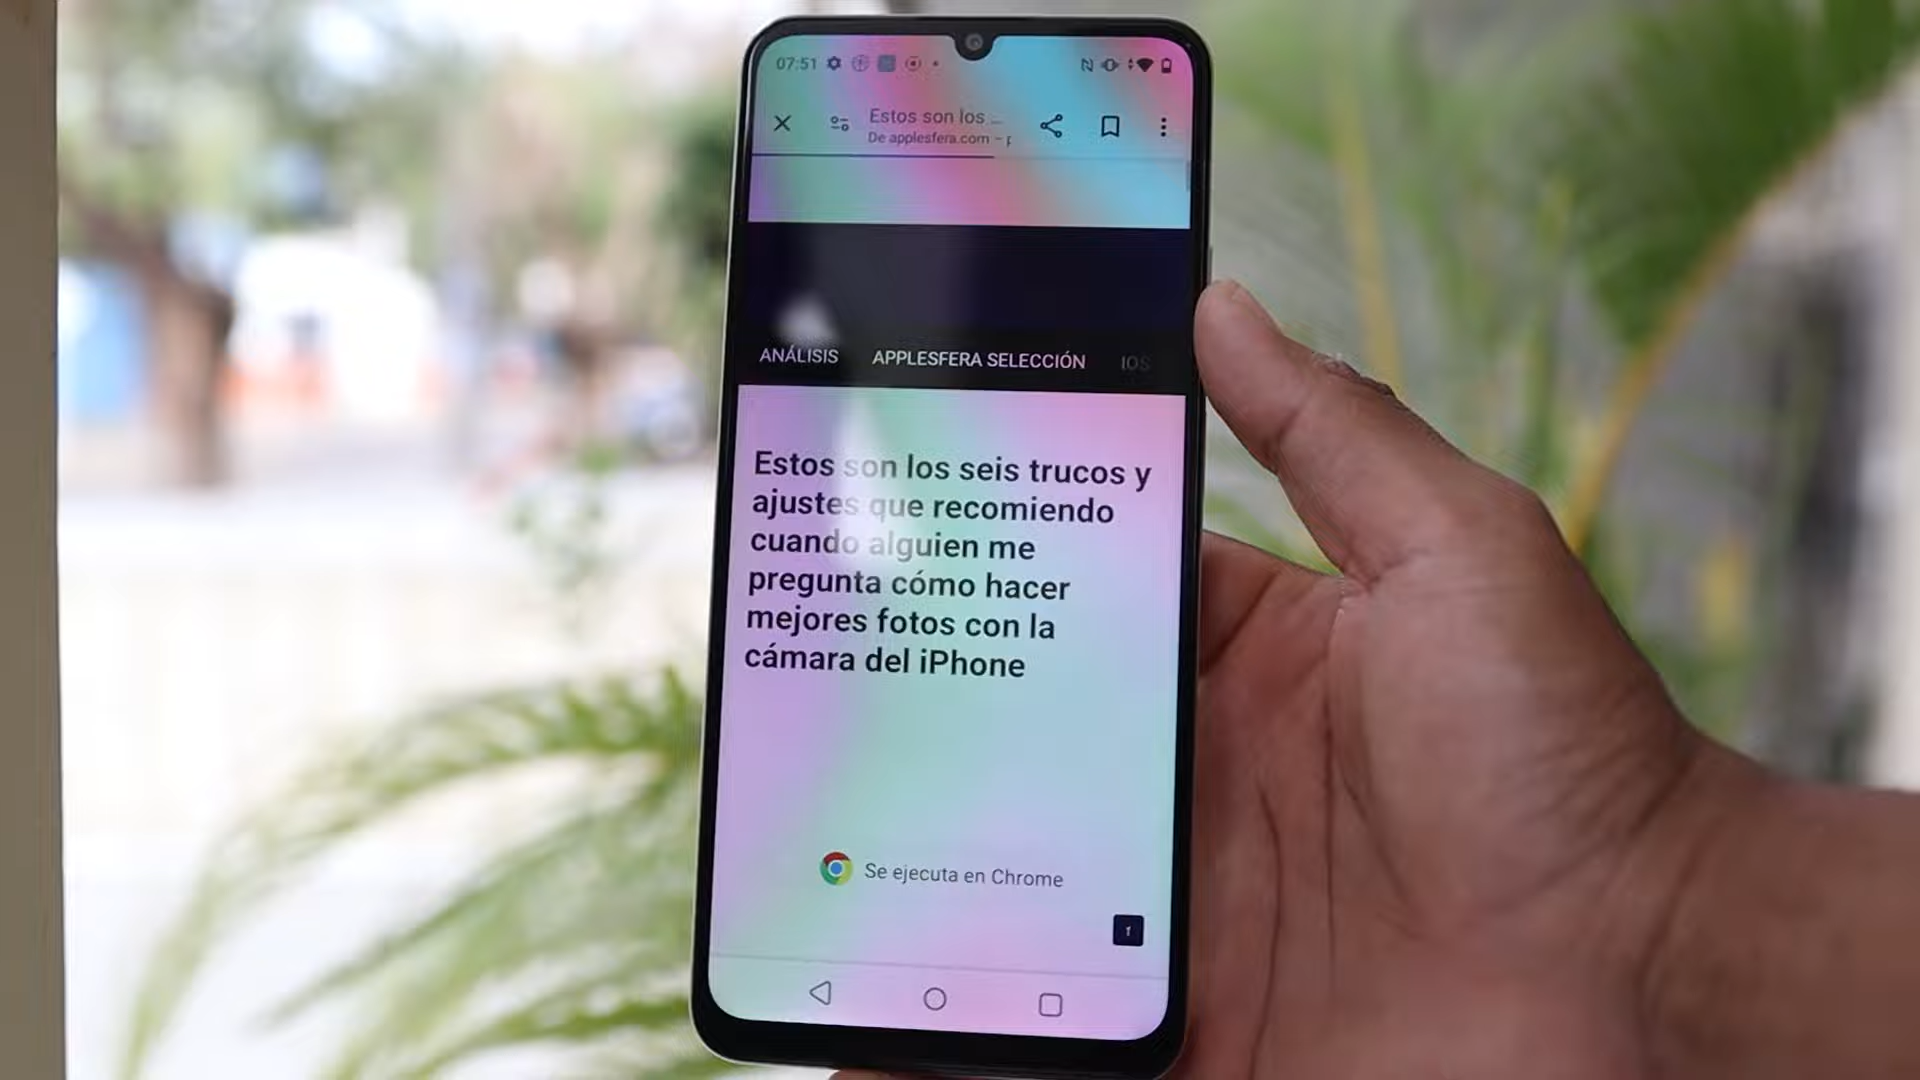 07:51
Estos son los ...
De applesfera.com –
ANÁLISIS APPLESFERA SELECCIÓN IOS
Estos son los seis trucos y
ajustes que recomiendo
cuando alguien me
pregunta cómo hacer
mejores fotos con la
cámara del iPhone
Se ejecuta en Chrome